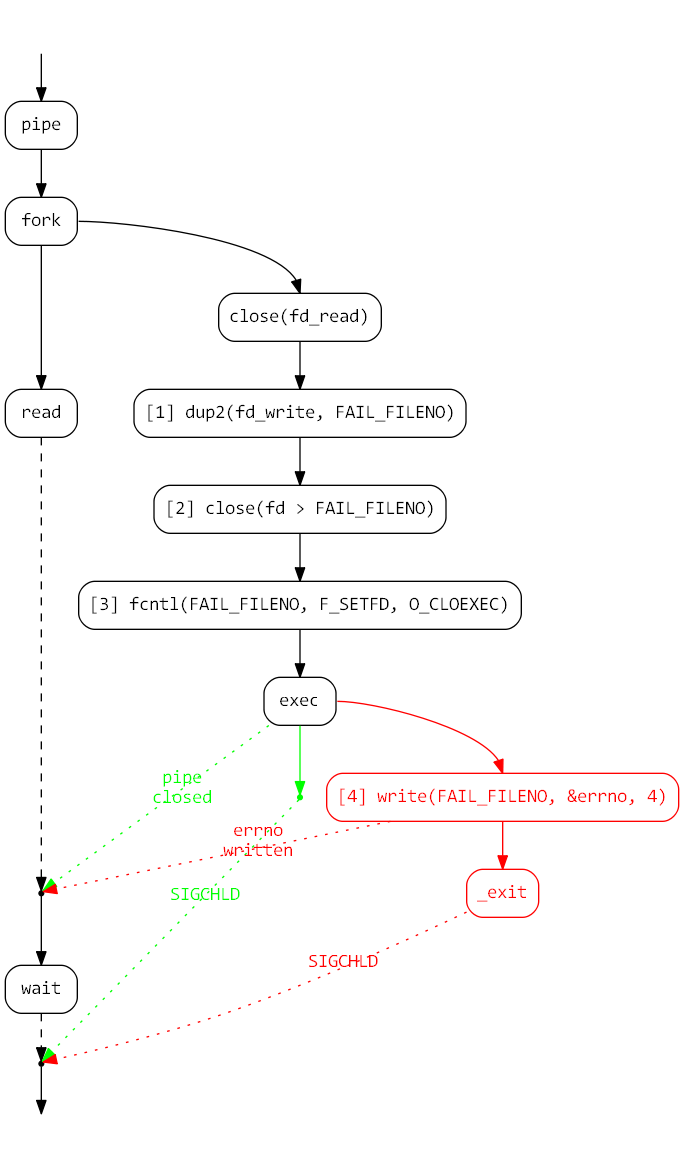 pipe
fork
close(fd_read)
read
[1] dup2(fd_write, FAIL_FILENO)
[2] close(fd > FAIL_FILENO)
[3] fcntl(FAIL_FILENO, F_SETFD, O_CLOEXEC)
exec
pipe
closed
[4] write(FAIL_FILENO, &errno, 4)
errno
written
SIGCHLD
_exit
SIGCHLD
wait